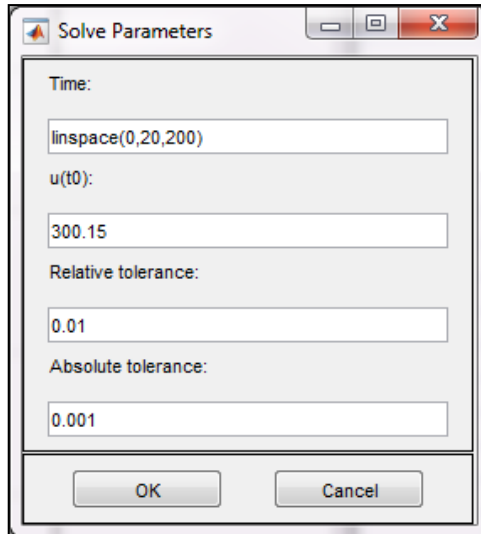 Solve Parameters
Time:
linspace(0,20,200)
u(t0):
300.15
Relative tolerance:
0.01
Absolute tolerance:
0.001
OK Cancel